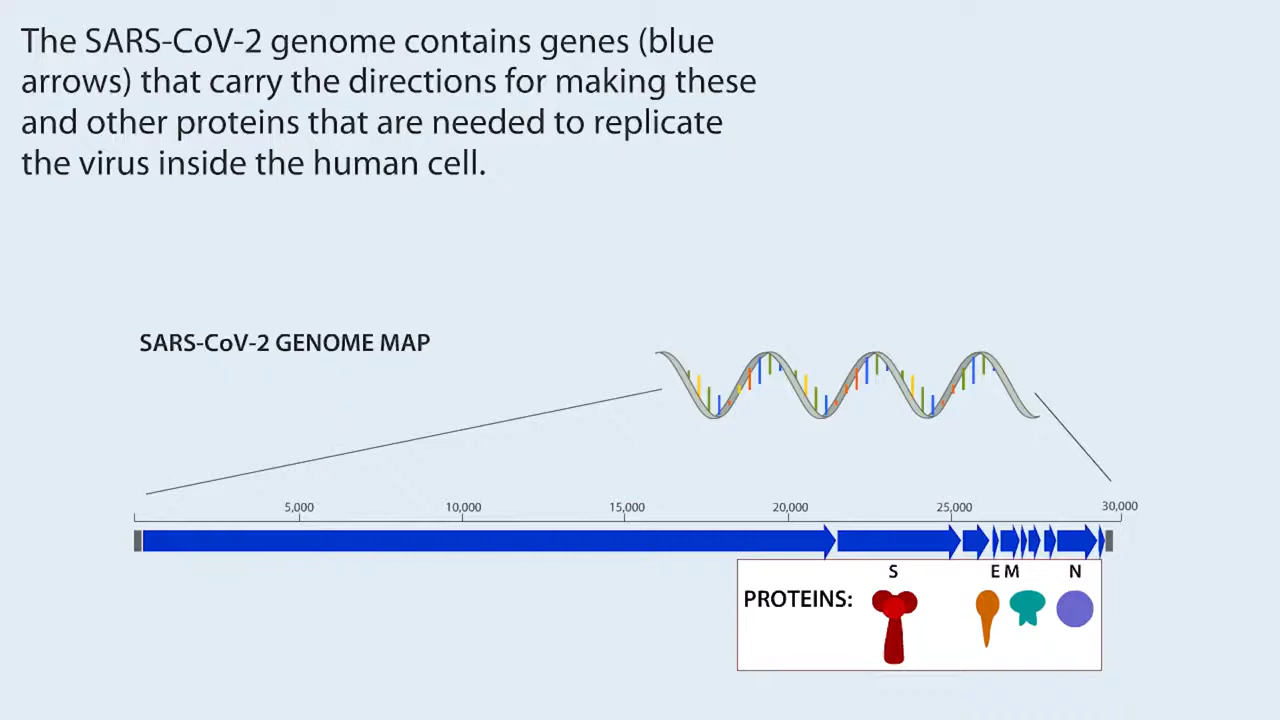 The SARS-CoV-2 genome contains genes (blue
arrows) that carry the directions for making these
and other proteins that are needed to replicate
the virus inside the human cell.
SARS-CoV-2 GENOME MAP
5,000 10,000 15,000 20,000 25,000 30,000
S E M N
PROTEINS: